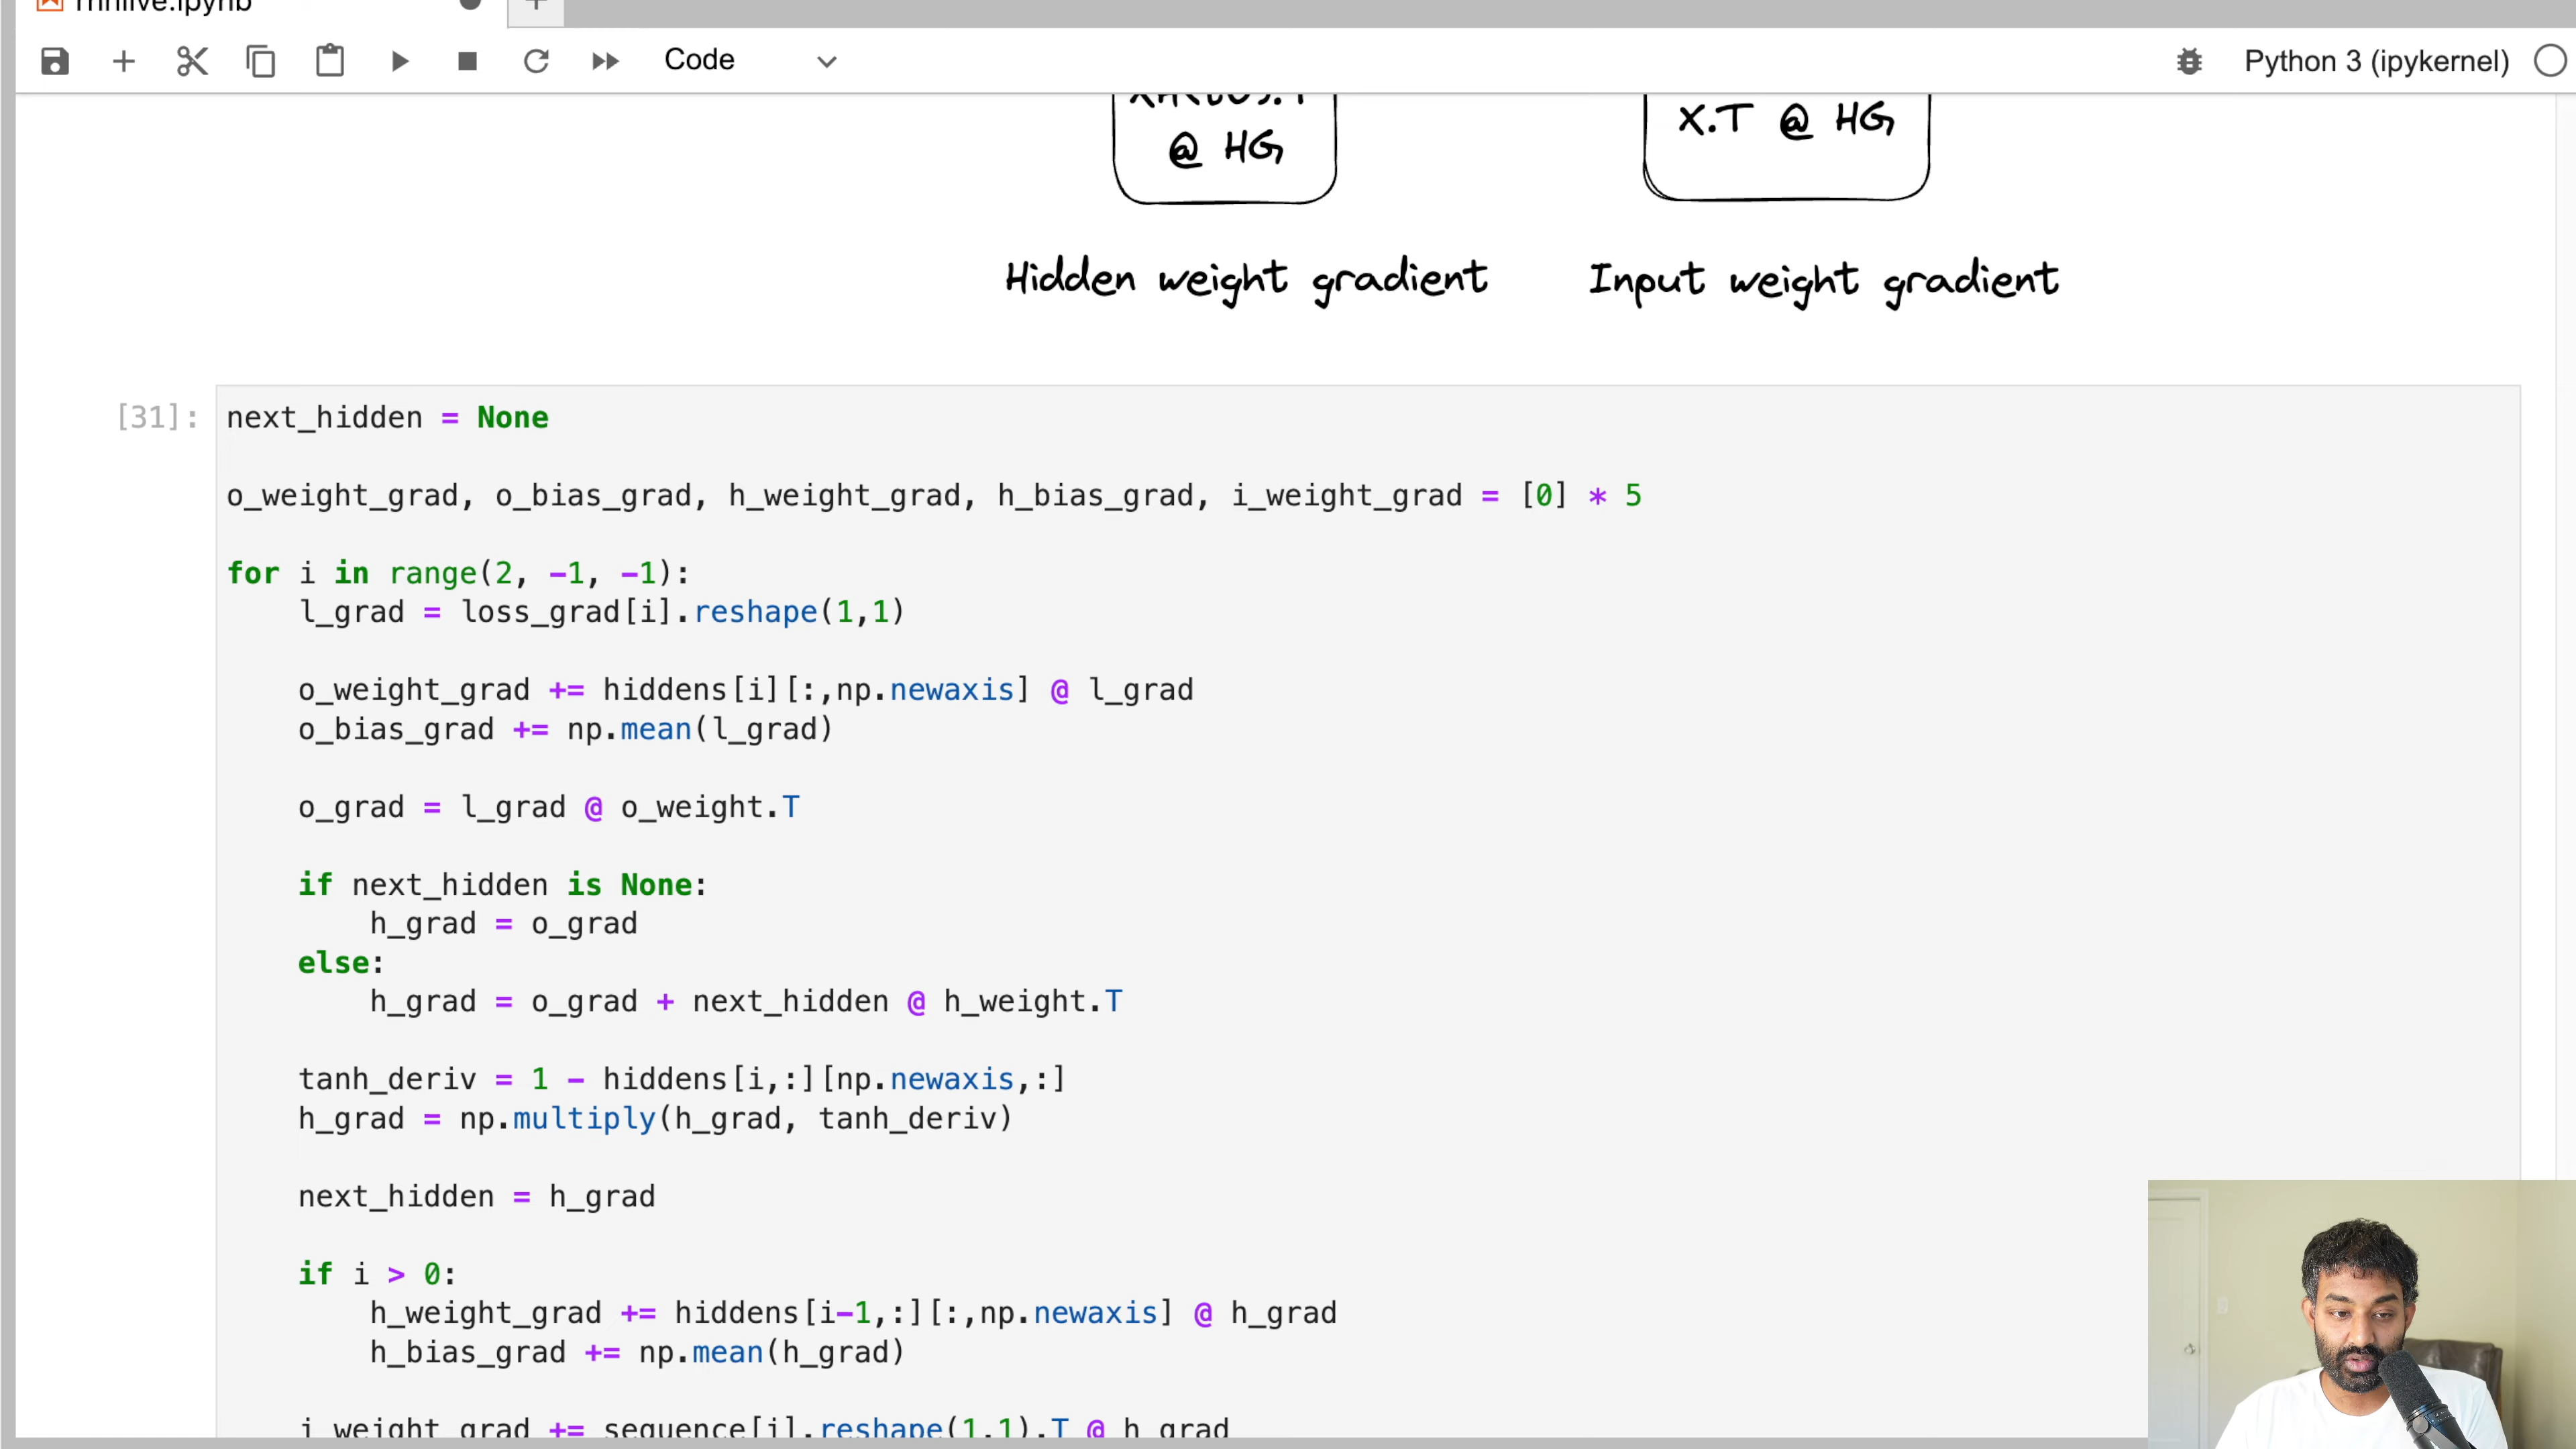 rnnlive.ipynb
Code
Python 3 (ipykernel)
@ HG
X.T @ HG
Hidden weight gradient
Input weight gradient
[31]:
next_hidden = None
o_weight_grad, o_bias_grad, h_weight_grad, h_bias_grad, i_weight_grad = [0] * 5
for i in range(2, -1, -1):
    l_grad = loss_grad[i].reshape(1,1)
    o_weight_grad += hiddens[i][:,np.newaxis] @ l_grad
    o_bias_grad += np.mean(l_grad)
    o_grad = l_grad @ o_weight.T
    if next_hidden is None:
        h_grad = o_grad
    else:
        h_grad = o_grad + next_hidden @ h_weight.T
    tanh_deriv = 1 - hiddens[i,:][np.newaxis,:]
    h_grad = np.multiply(h_grad, tanh_deriv)
    next_hidden = h_grad
    if i > 0:
        h_weight_grad += hiddens[i-1,:][:,np.newaxis] @ h_grad
        h_bias_grad += np.mean(h_grad)
    i_weight_grad += sequence[i].reshape(1,1).T @ h_grad